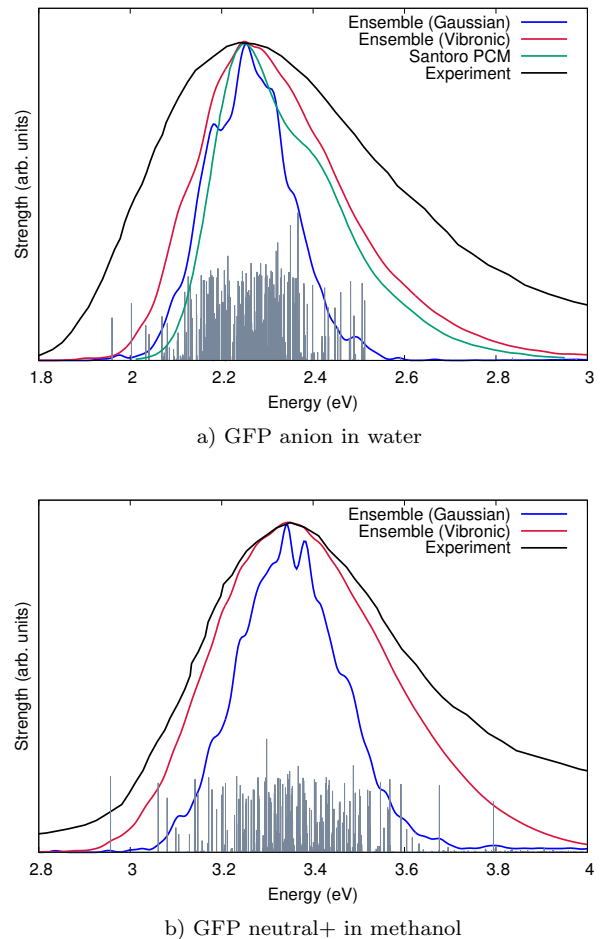 Ensemble (Gaussian)
Ensemble (Vibronic)
Santoro PCM
Experiment
Strength (arb. units)
1.8 2 2.2 2.4 2.6 2.8 3
Energy (eV)
a) GFP anion in water
Ensemble (Gaussian)
Ensemble (Vibronic)
Experiment
Strength (arb. units)
2.8 3 3.2 3.4 3.6 3.8 4
Energy (eV)
b) GFP neutral+ in methanol